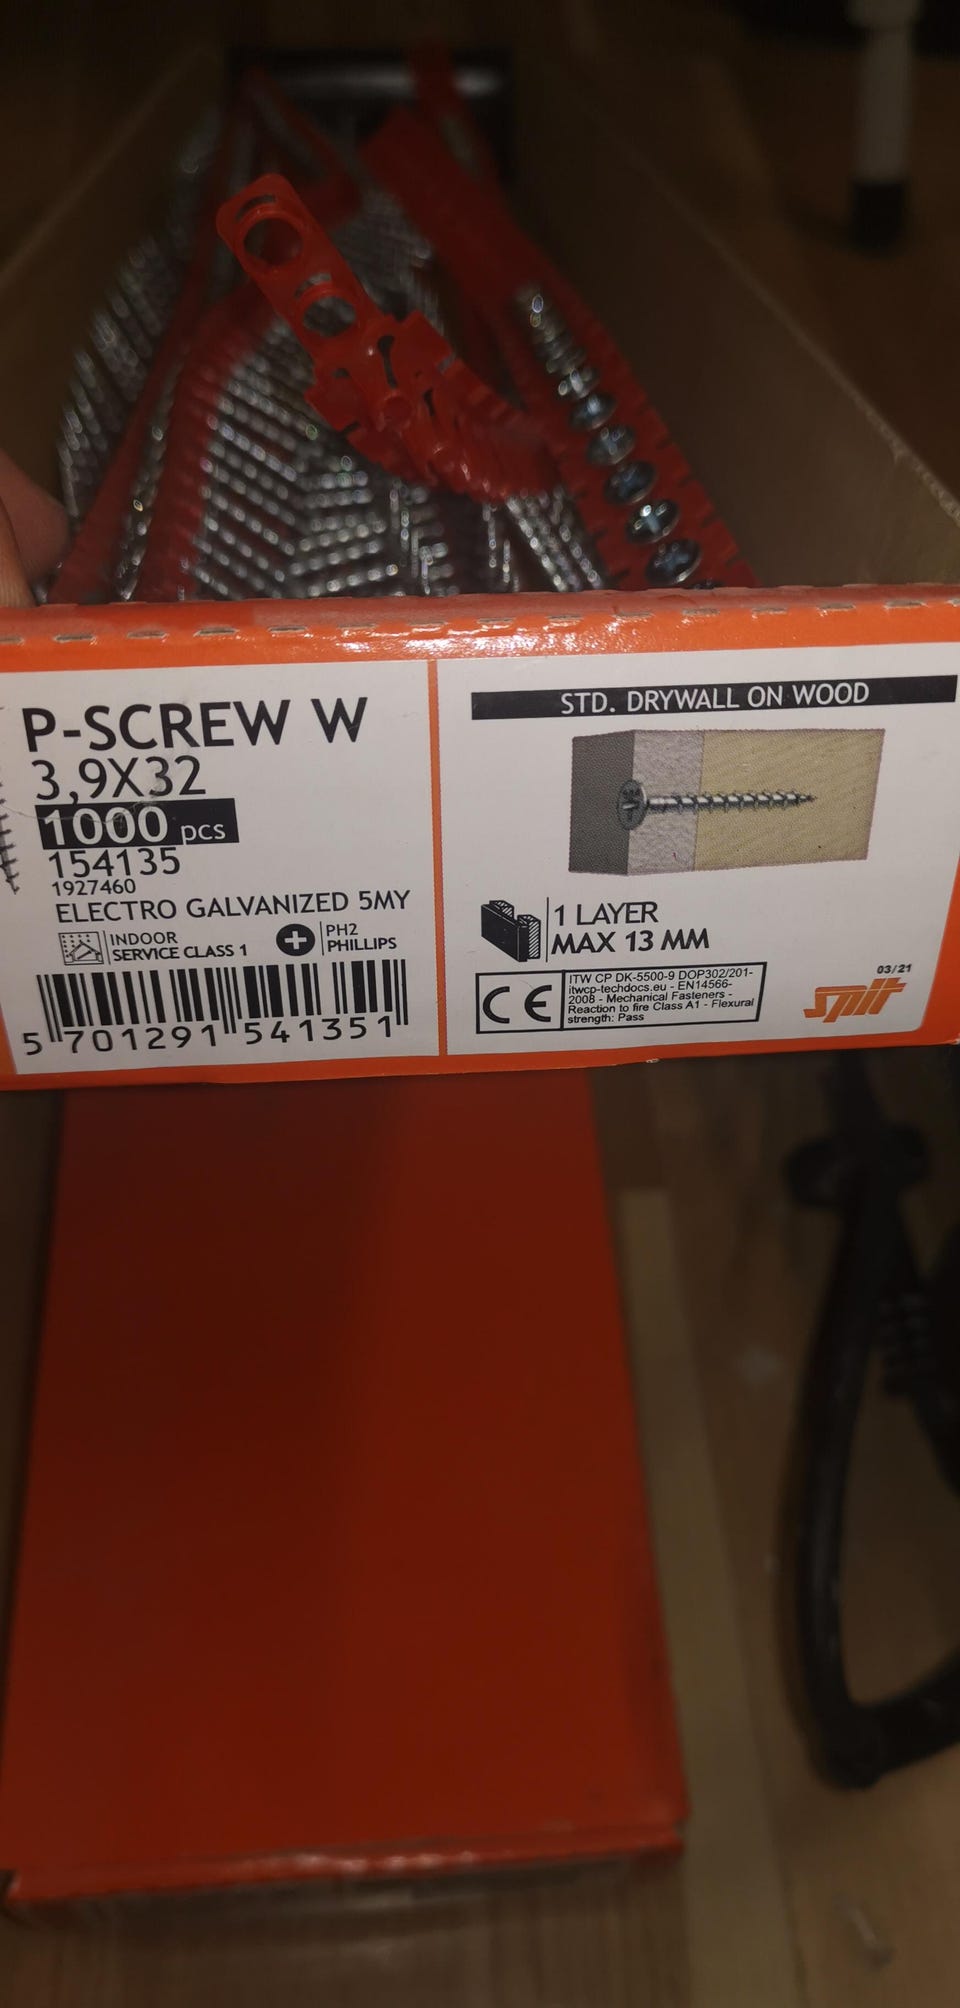 P-SCREW W
3,9X32
1000 pcs
154135
1927460
ELECTRO GALVANIZED 5MY
INDOOR
SERVICE CLASS 1
PH2
PHILLIPS
5 701291 541351
STD. DRYWALL ON WOOD
1 LAYER
MAX 13 MM
CE
ITW CP DK-5500-9 DOP302/201-
itwcp-techdocs.eu - EN14566-
2008 - Mechanical Fasteners -
Reaction to fire Class A1 - Flexural
strength: Pass
03/21
spit